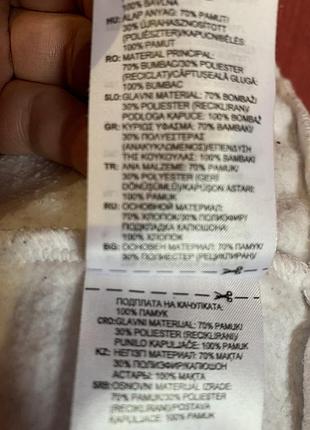 100% BAVLNA
HU: ALAP ANYAG: 70% PAMUT/
30% ÚJRAHASZNOSÍTOTT
(POLIÉSZTER)/KAPUCNIBÉLÉS:
100% PAMUT
RO: MATERIAL PRINCIPAL:
70% BUMBAC/30% POLIESTER
(RECICLAT)/CĂPTUȘEALĂ GLUGĂ:
100% BUMBAC
SLO: GLAVNI MATERIAL: 70% BOMBAŽ/
30% POLIESTER (RECIKLIRAN)/
PODLOGA KAPUCE: 100% BOMBAŽ
GR: ΚΥΡΙΩΣ ΥΦΑΣΜΑ: 70% ΒΑΜΒΑΚΙ/
30% ΠΟΛΥΕΣΤΕΡΑΣ
(ΑΝΑΚΥΚΛΩΜΕΝΟΣ)/ΕΠΕΝΔΥΣΗ
ΤΗΣ ΚΟΥΚΟΥΛΑΣ: 100% ΒΑΜΒΑΚΙ
TR: ANA MALZEME: 70% PAMUK/
30% POLYESTER (GERİ
DÖNÜŞÜMLÜ)/KAPÜŞON ASTARI:
100% PAMUK
RU: ОСНОВНОЙ МАТЕРИАЛ:
70% ХЛОПОК/30% ПОЛИЭФИР/
ПОДКЛАДКА КАПЮШОНА:
100% ХЛОПОК
BG: ОСНОВЕН МАТЕРИАЛ: 70% ПАМУК/
30% ПОЛИЕСТЕР (РЕЦИКЛИРАН)/
ПОДПЛАТА НА КАЧУЛКАТА:
100% ПАМУК
CRO: GLAVNI MATERIJAL: 70% PAMUK/
30% POLIESTER (RECIKLIRANI)/
PUNILO KAPULJAČE: 100% PAMUK
KZ: НЕГІЗГІ МАТЕРИАЛ: 70% МАҚТА/
30% ПОЛИЭФИР/КАПЮШОН
АСТАРЫ: 100% МАҚТА
SRB: OSNOVNI MATERIJAL IZRADE:
70% PAMUK/30% POLIESTER
(RECIKLIRANI)/POSTAVA
KAPULJAČE: 100% PAMUK